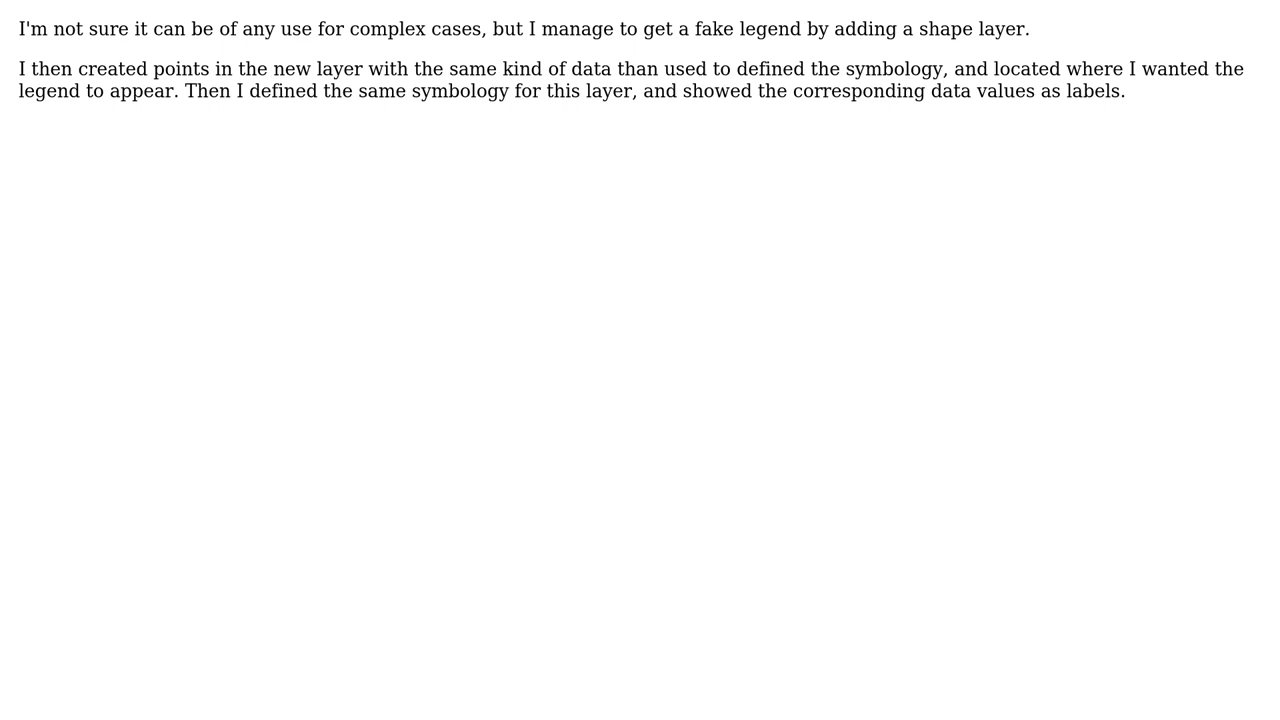 I'm not sure it can be of any use for complex cases, but I manage to get a fake legend by adding a shape layer.
I then created points in the new layer with the same kind of data than used to defined the symbology, and located where I wanted the
legend to appear. Then I defined the same symbology for this layer, and showed the corresponding data values as labels.